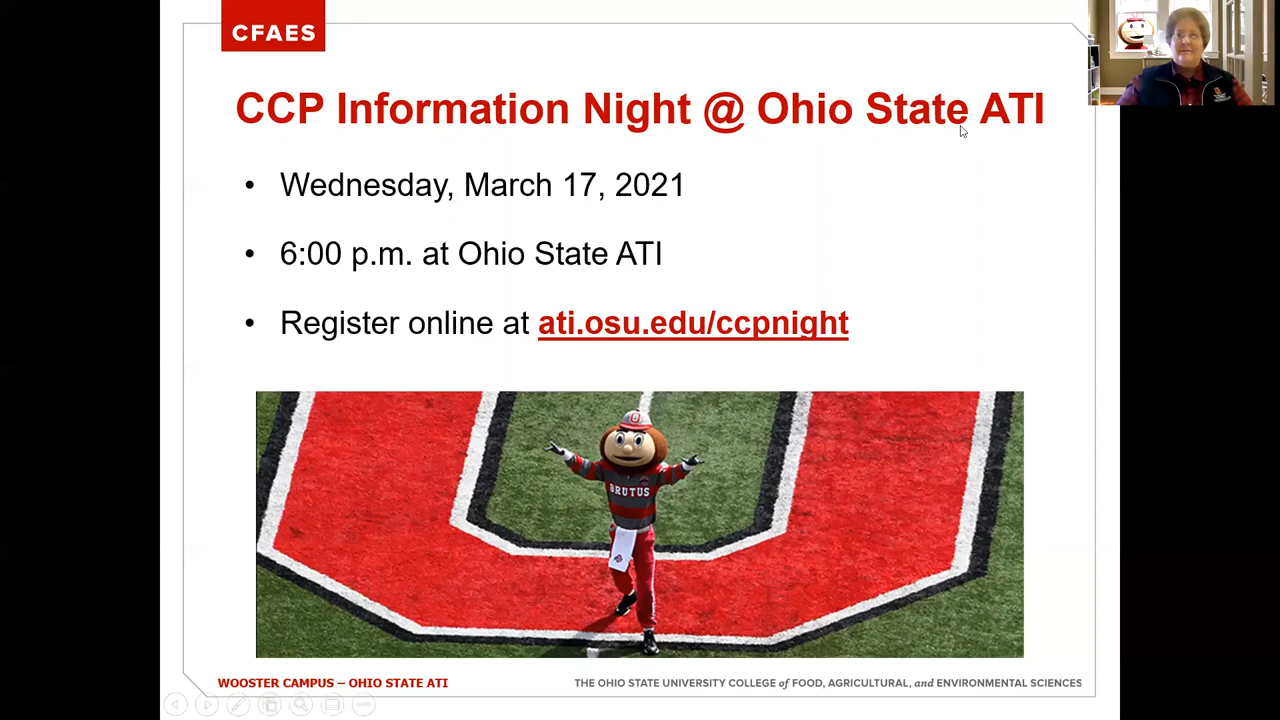 CFAES
CCP Information Night @ Ohio State ATI
• Wednesday, March 17, 2021
• 6:00 p.m. at Ohio State ATI
• Register online at ati.osu.edu/ccpnight
BRUTUS
WOOSTER CAMPUS – OHIO STATE ATI
THE OHIO STATE UNIVERSITY COLLEGE of FOOD, AGRICULTURAL, and ENVIRONMENTAL SCIENCES